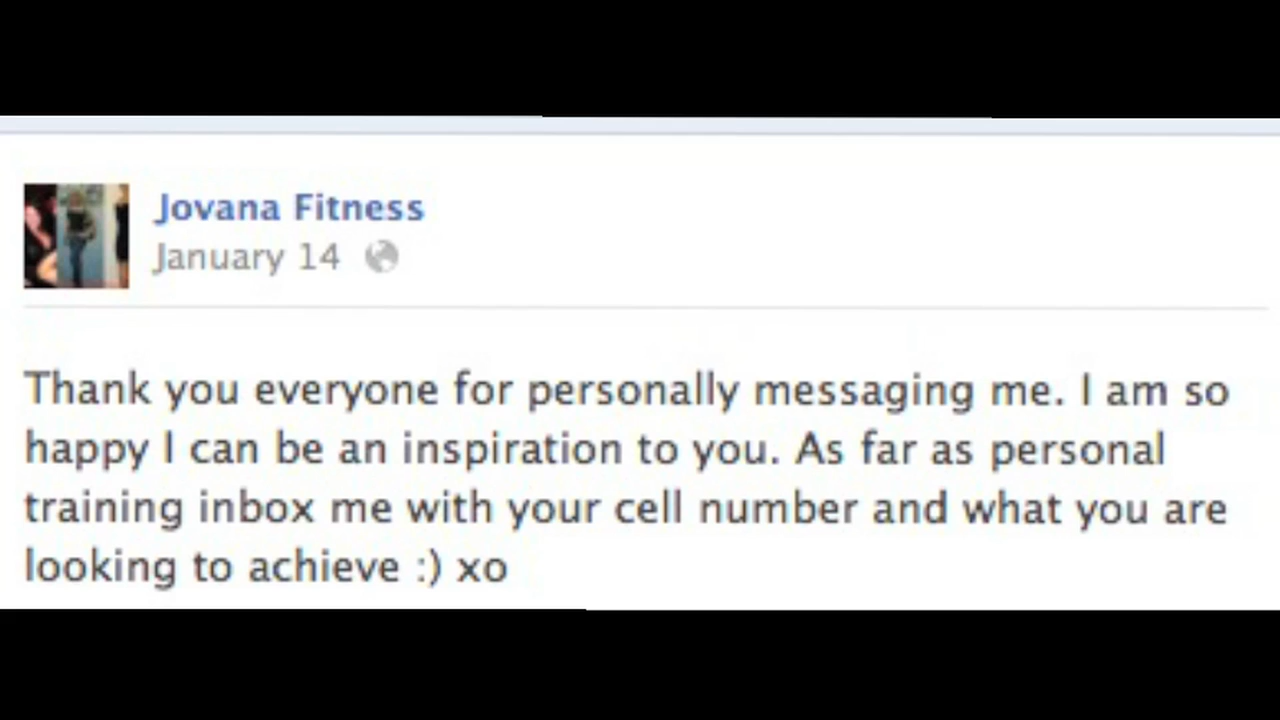 Jovana Fitness
January 14
Thank you everyone for personally messaging me. I am so
happy I can be an inspiration to you. As far as personal
training inbox me with your cell number and what you are
looking to achieve :) xo